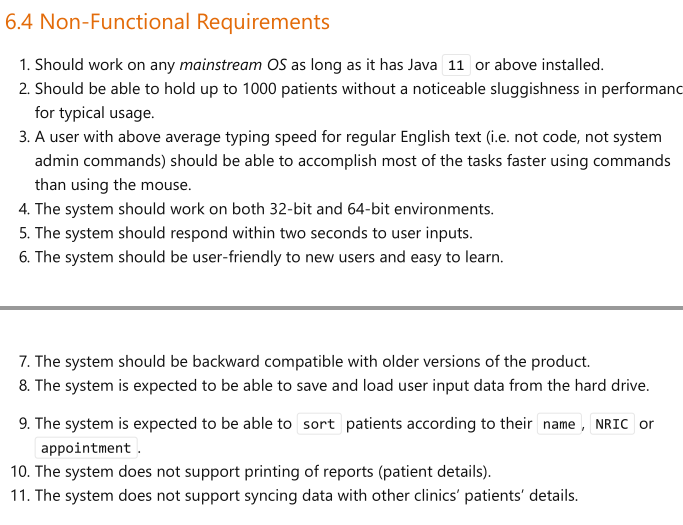 6.4 Non-Functional Requirements
1. Should work on any mainstream OS as long as it has Java 11 or above installed.
2. Should be able to hold up to 1000 patients without a noticeable sluggishness in performanc
for typical usage.
3. A user with above average typing speed for regular English text (i.e. not code, not system
admin commands) should be able to accomplish most of the tasks faster using commands
than using the mouse.
4. The system should work on both 32-bit and 64-bit environments.
5. The system should respond within two seconds to user inputs.
6. The system should be user-friendly to new users and easy to learn.
7. The system should be backward compatible with older versions of the product.
8. The system is expected to be able to save and load user input data from the hard drive.
9. The system is expected to be able to sort patients according to their name, NRIC or
appointment.
10. The system does not support printing of reports (patient details).
11. The system does not support syncing data with other clinics’ patients’ details.